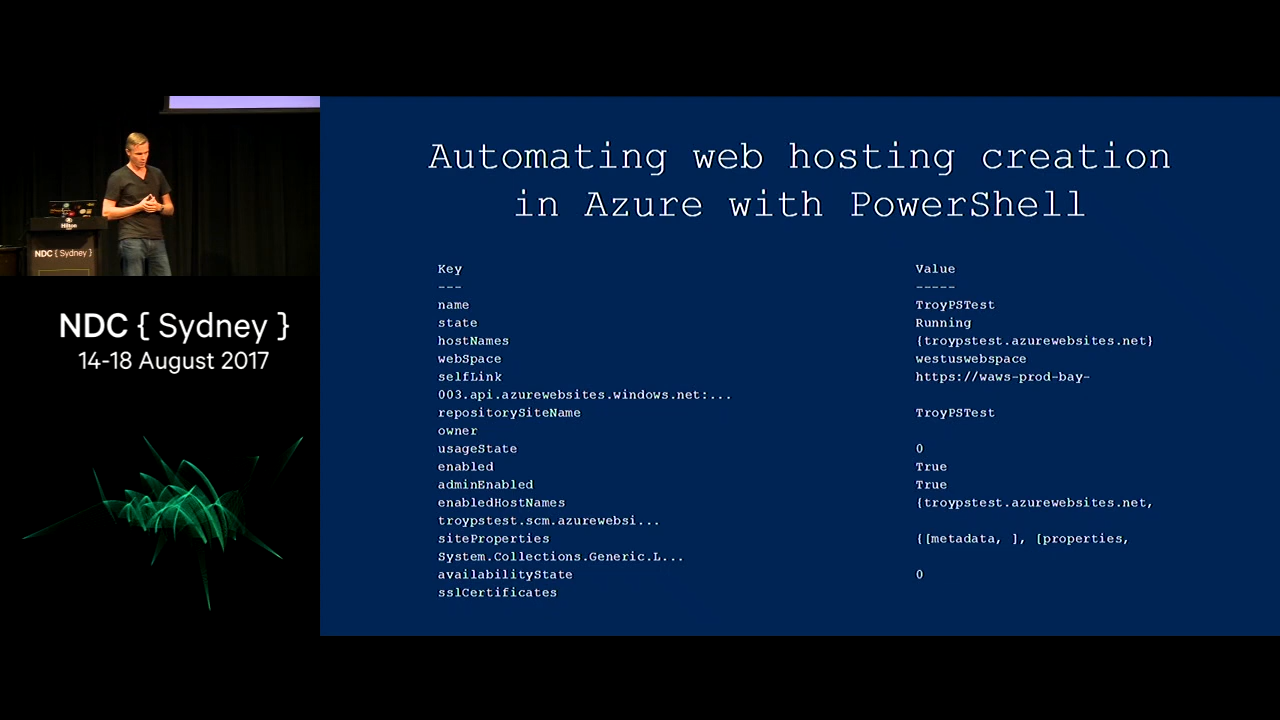 Automating web hosting creation
in Azure with PowerShell
Key Value
--- -----
name TroyPSTest
state Running
hostNames {troypstest.azurewebsites.net}
webSpace westuswebspace
selfLink https://waws-prod-bay-
003.api.azurewebsites.windows.net:...
repositorySiteName TroyPSTest
owner
usageState 0
enabled True
adminEnabled True
enabledHostNames {troypstest.azurewebsites.net,
troypstest.scm.azurewebsi...
siteProperties {[metadata, ], [properties,
System.Collections.Generic.L...
availabilityState 0
sslCertificates
Hilton
NDC { Sydney }
NDC { Sydney }
14-18 August 2017